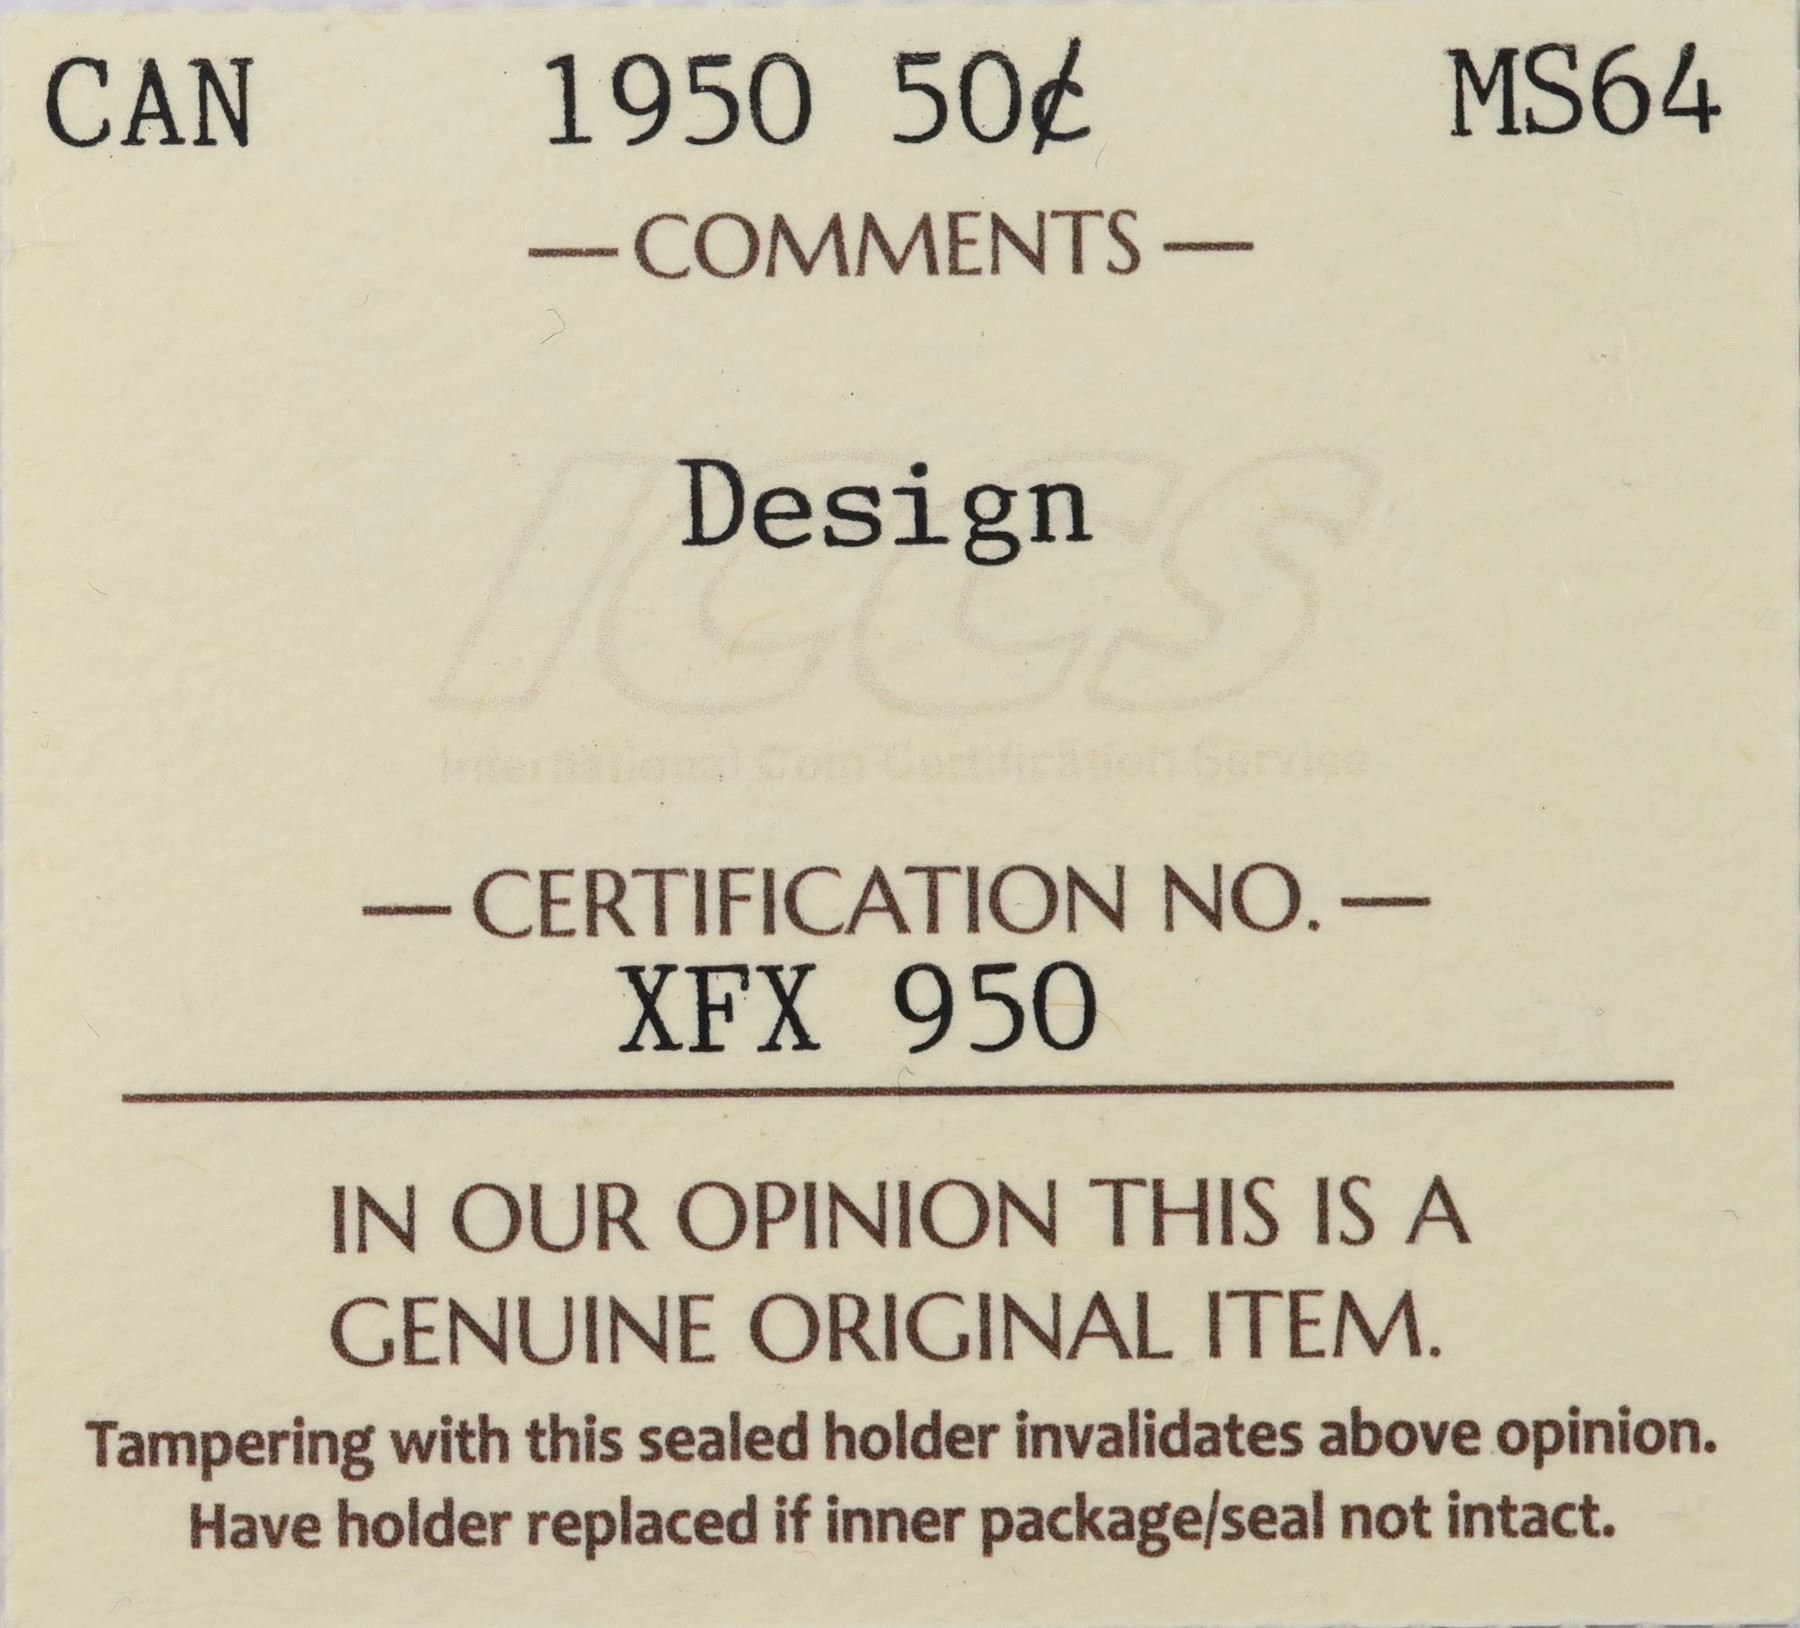 CAN 1950 50¢ MS64
—COMMENTS—
Design
ICCS
International Coin Certification Service
—CERTIFICATION NO.—
XFX 950
IN OUR OPINION THIS IS A
GENUINE ORIGINAL ITEM.
Tampering with this sealed holder invalidates above opinion.
Have holder replaced if inner package/seal not intact.